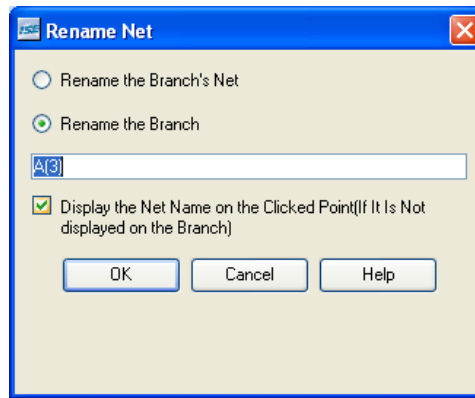 ISE Rename Net
Rename the Branch's Net
Rename the Branch
A(3)
Display the Net Name on the Clicked Point(If It Is Not
displayed on the Branch)
OK Cancel Help